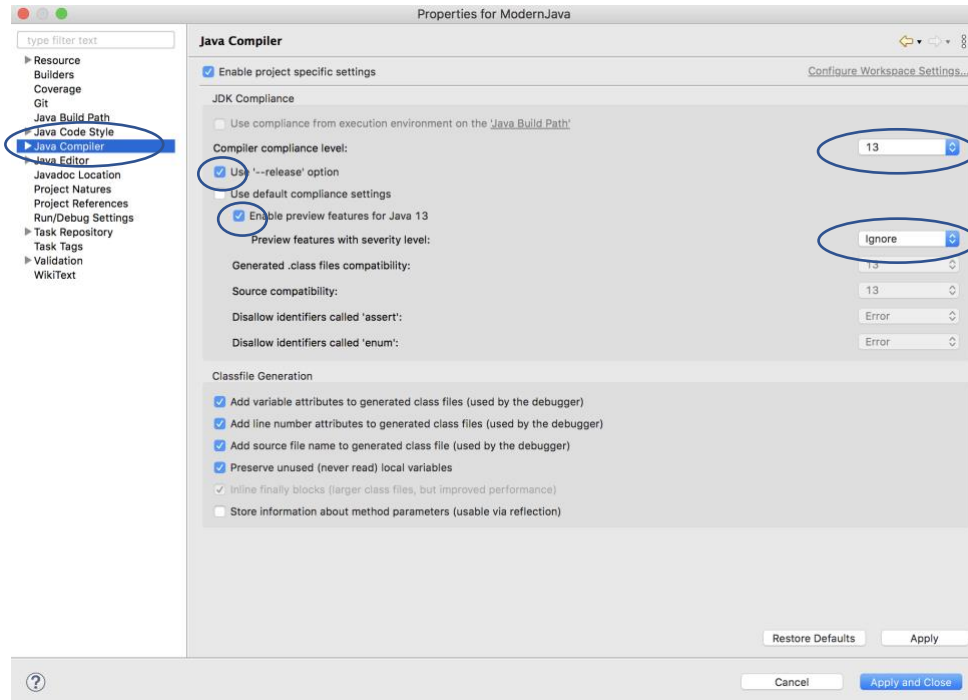 Properties for ModernJava
type filter text
Resource
Builders
Coverage
Git
Java Build Path
Java Code Style
Java Compiler
Java Editor
Javadoc Location
Project Natures
Project References
Run/Debug Settings
Task Repository
Task Tags
Validation
WikiText
Java Compiler
Enable project specific settings
Configure Workspace Settings...
JDK Compliance
Use compliance from execution environment on the 'Java Build Path'
Compiler compliance level: 13
Use '--release' option
Use default compliance settings
Enable preview features for Java 13
Preview features with severity level: Ignore
Generated .class files compatibility: 13
Source compatibility: 13
Disallow identifiers called 'assert': Error
Disallow identifiers called 'enum': Error
Classfile Generation
Add variable attributes to generated class files (used by the debugger)
Add line number attributes to generated class files (used by the debugger)
Add source file name to generated class file (used by the debugger)
Preserve unused (never read) local variables
Inline finally blocks (larger class files, but improved performance)
Store information about method parameters (usable via reflection)
Restore Defaults Apply
? Cancel Apply and Close